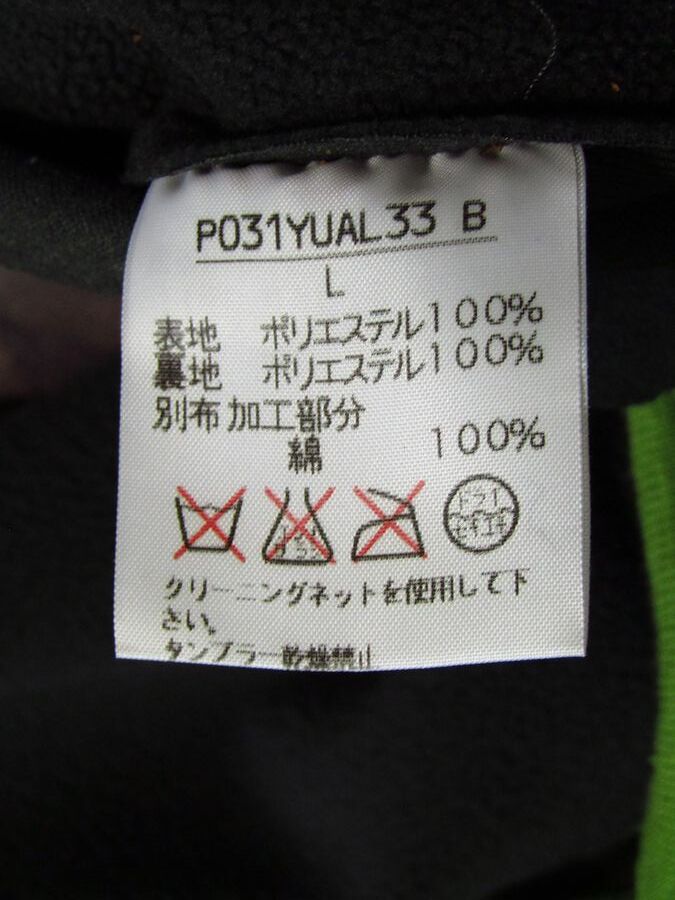 P031YUAL33 B
L
表地 ポリエステル100%
裏地 ポリエステル100%
別布加工部分
綿 100%
ドライ
クリーニングネットを使用して下
さい。
タンブラー乾燥禁止